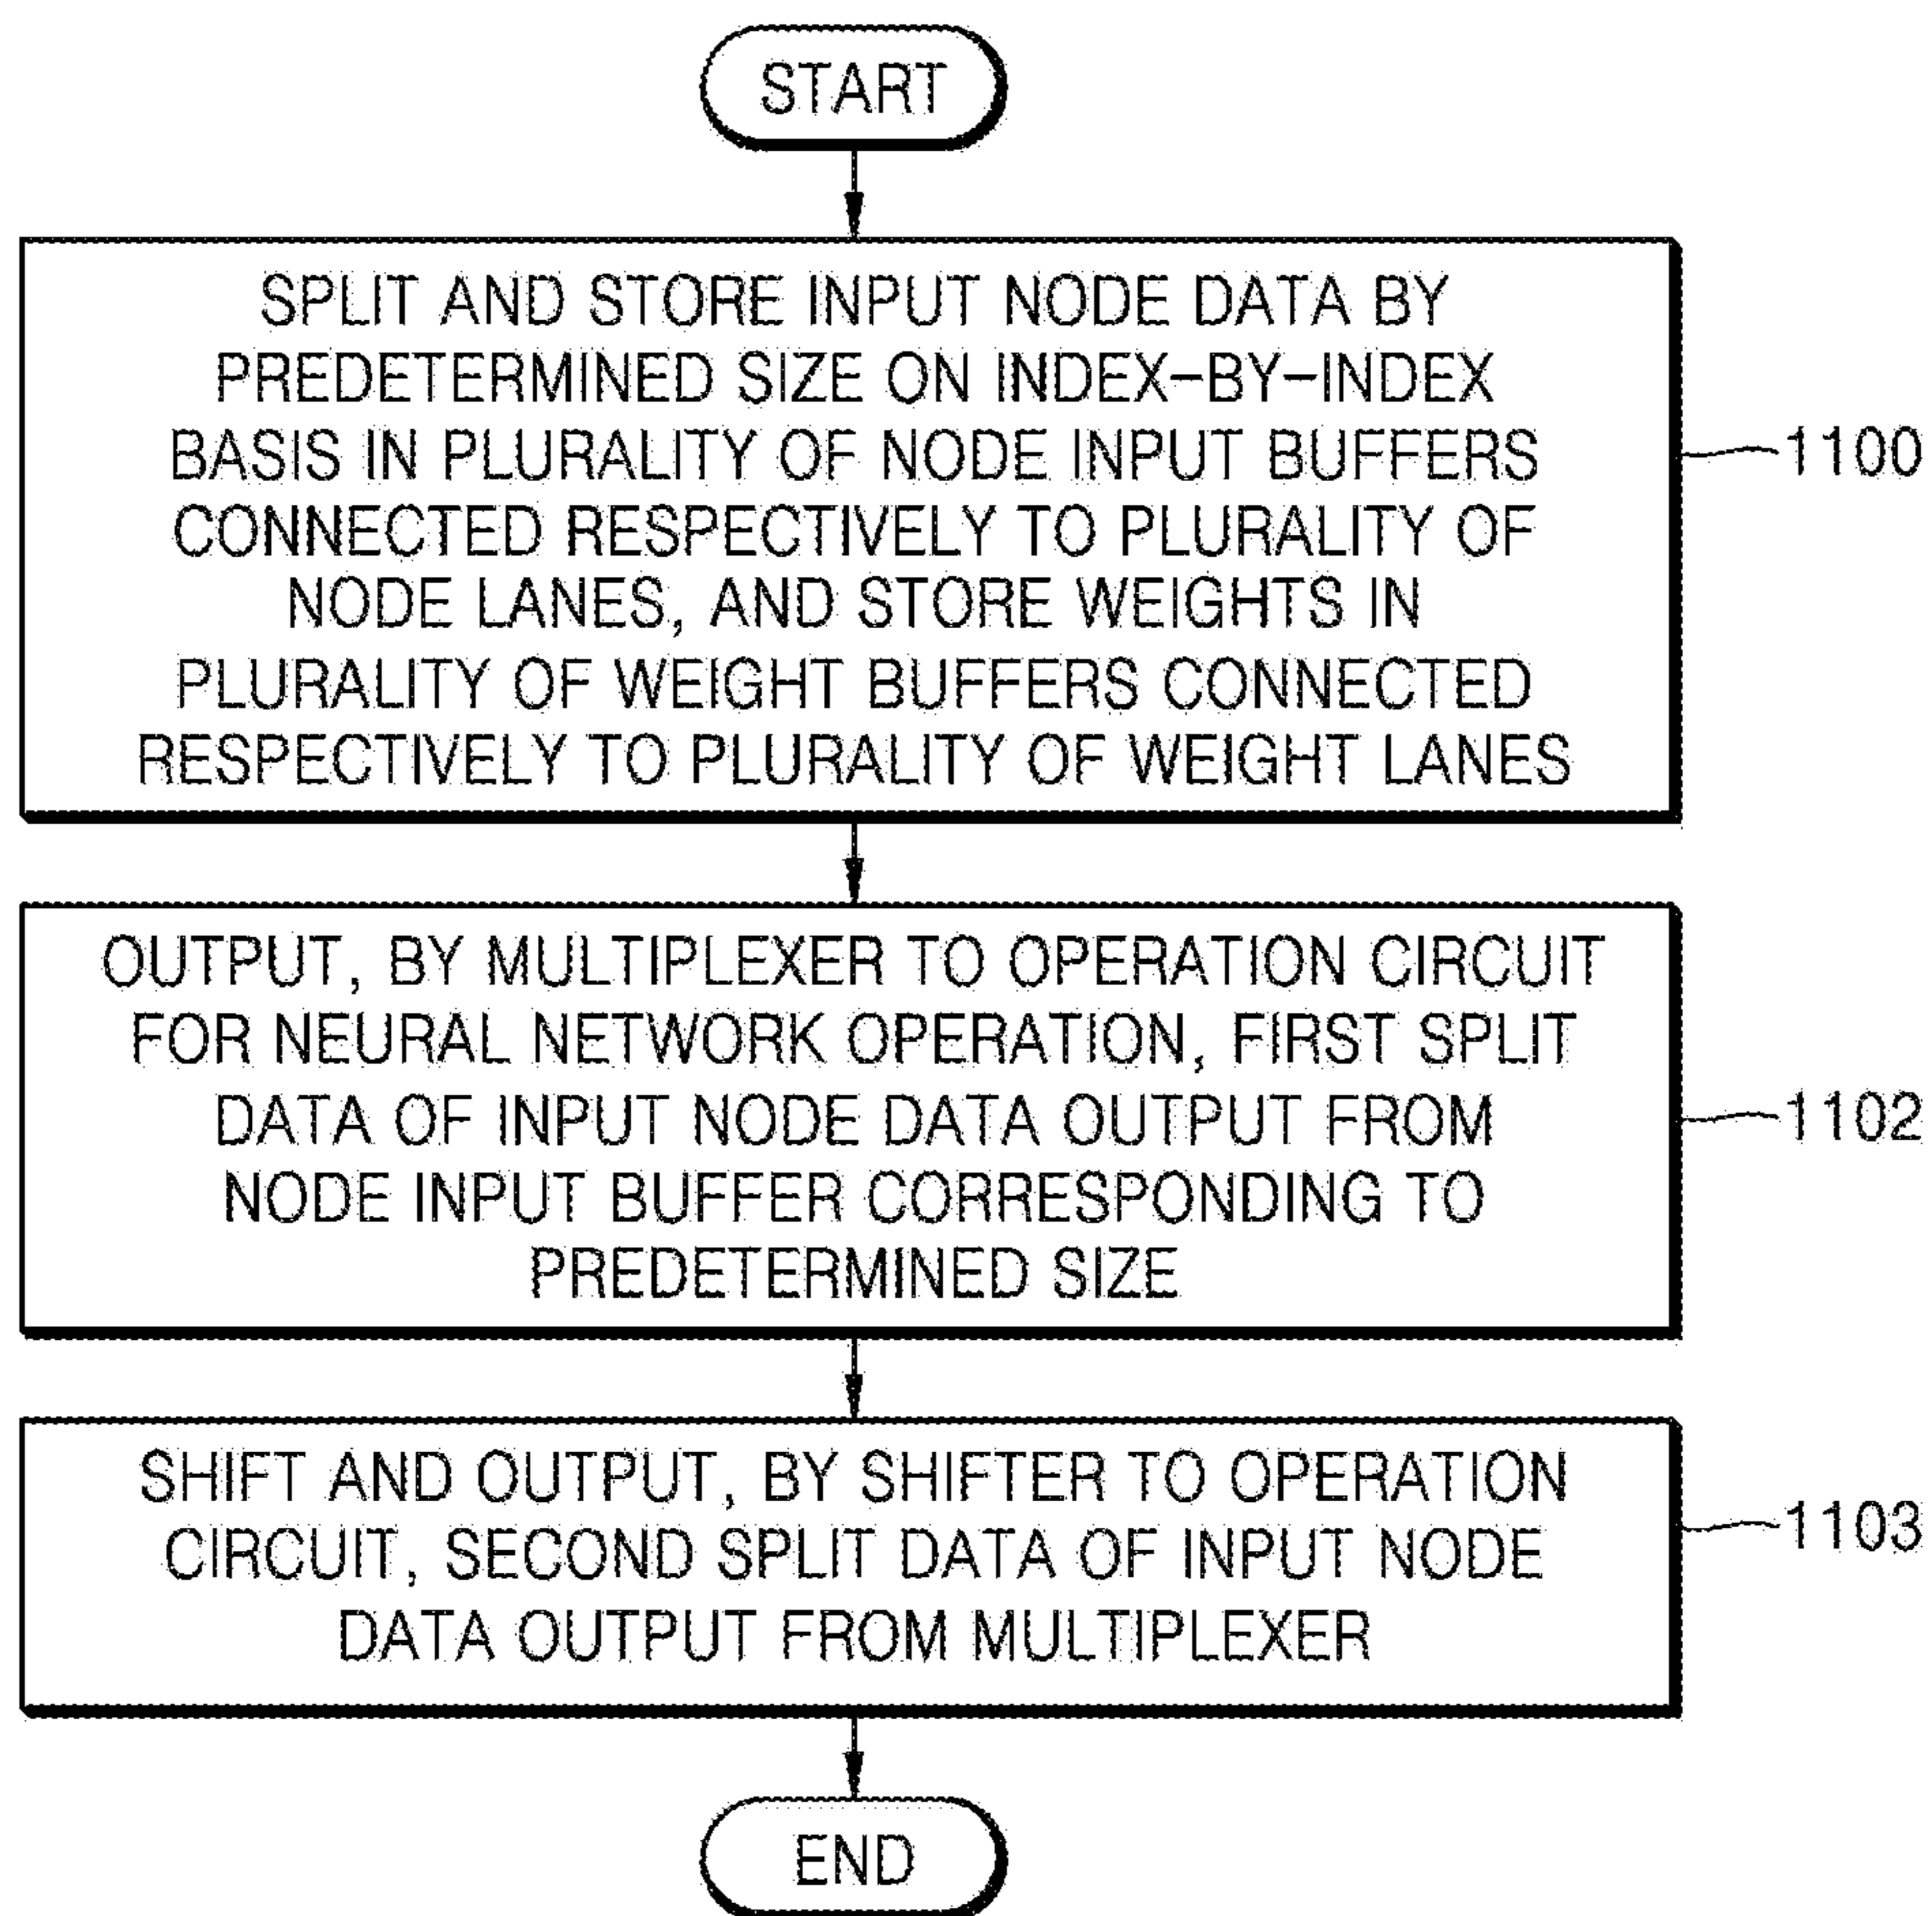 START
SPLIT AND STORE INPUT NODE DATA BY
PREDETERMINED SIZE ON INDEX-BY-INDEX
BASIS IN PLURALITY OF NODE INPUT BUFFERS
CONNECTED RESPECTIVELY TO PLURALITY OF
NODE LANES, AND STORE WEIGHTS IN
PLURALITY OF WEIGHT BUFFERS CONNECTED
RESPECTIVELY TO PLURALITY OF WEIGHT LANES
1100
OUTPUT, BY MULTIPLEXER TO OPERATION CIRCUIT
FOR NEURAL NETWORK OPERATION, FIRST SPLIT
DATA OF INPUT NODE DATA OUTPUT FROM
NODE INPUT BUFFER CORRESPONDING TO
PREDETERMINED SIZE
1102
SHIFT AND OUTPUT, BY SHIFTER TO OPERATION
CIRCUIT, SECOND SPLIT DATA OF INPUT NODE
DATA OUTPUT FROM MULTIPLEXER
1103
END